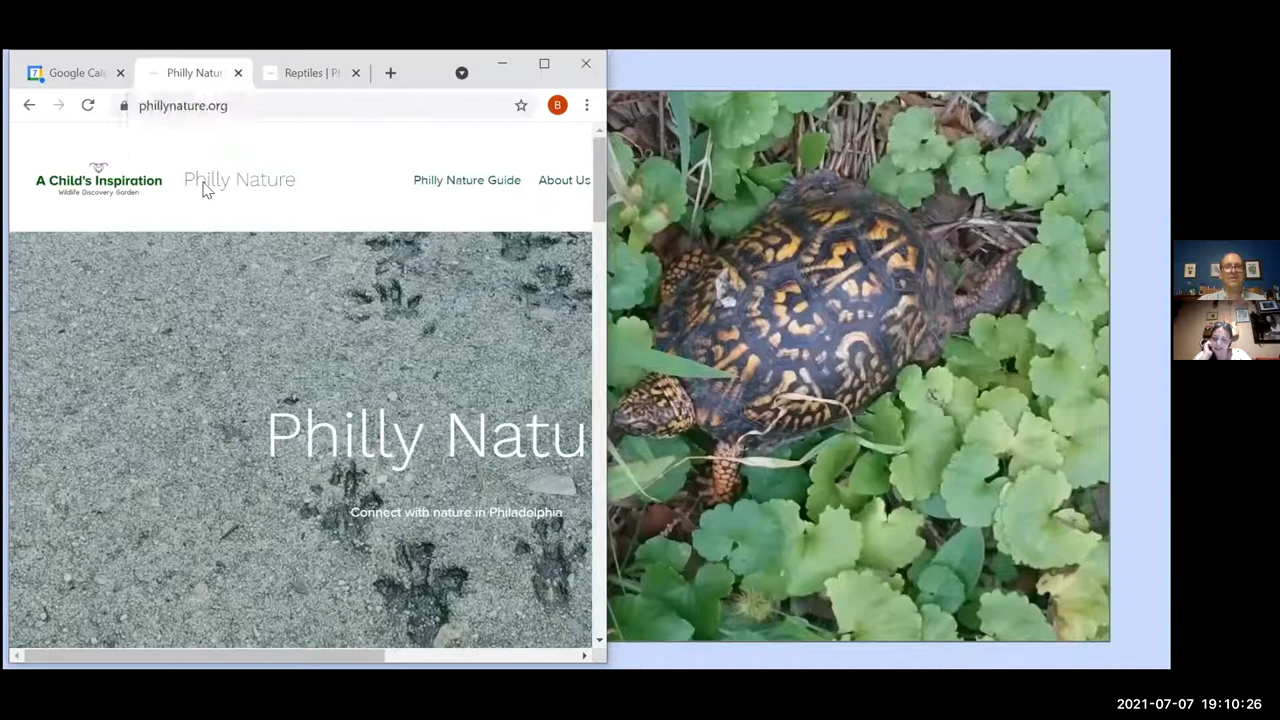 Google Cal
Philly Natur
Reptiles | Ph
phillynature.org
B
A Child's Inspiration
Wildlife Discovery Garden
Philly Nature
Philly Nature Guide
About Us
Philly Natu
Connect with nature in Philadelphia
2021-07-07 19:10:26